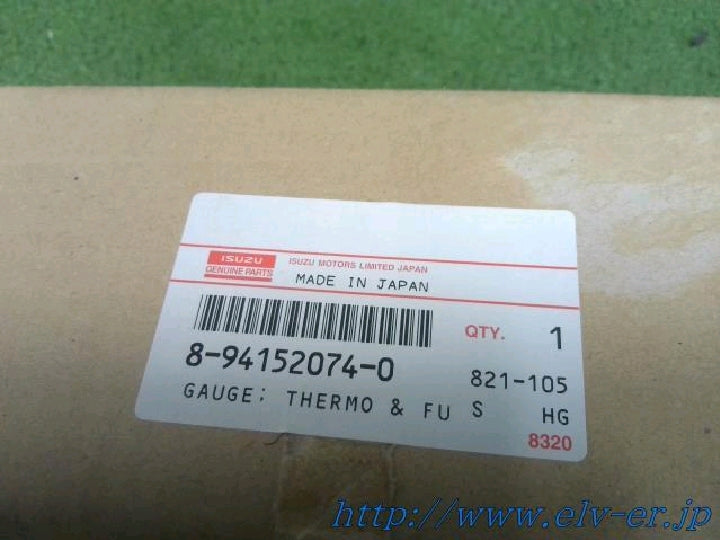 ISUZU
GENUINE PARTS
ISUZU MOTORS LIMITED JAPAN
MADE IN JAPAN
QTY. 1
8-94152074-0
821-105
GAUGE; THERMO & FU
S HG
8320
http://www.elv-er.jp